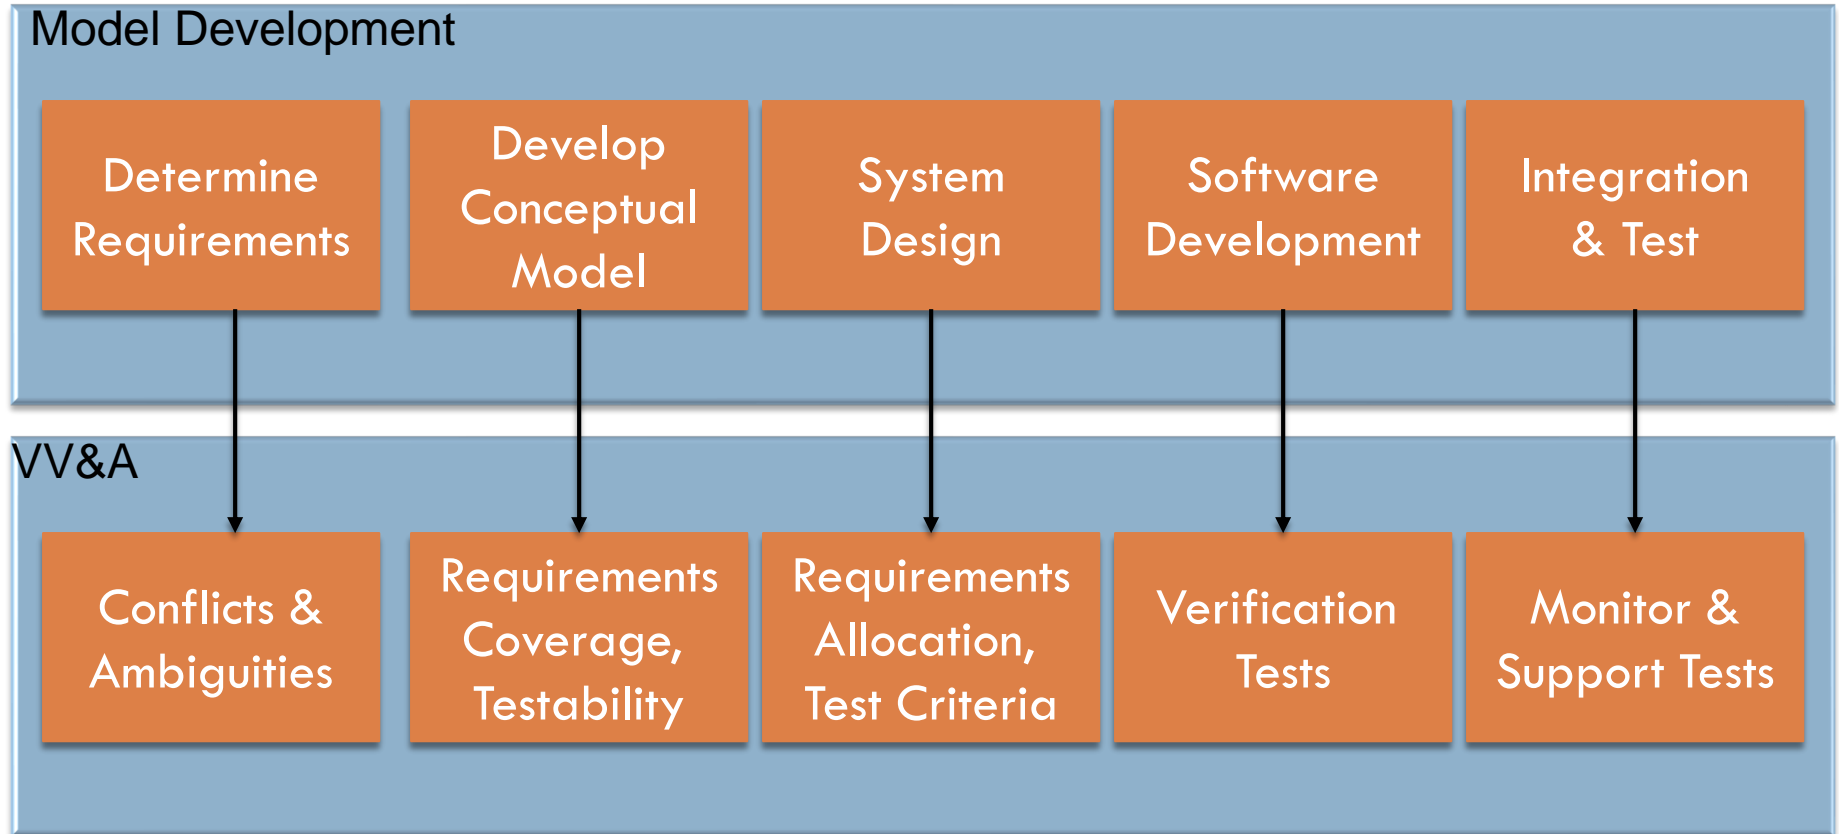 Model Development
Determine
Requirements
Develop
Conceptual
Model
System
Design
Software
Development
Integration
& Test
VV&A
Conflicts &
Ambiguities
Requirements
Coverage,
Testability
Requirements
Allocation,
Test Criteria
Verification
Tests
Monitor &
Support Tests